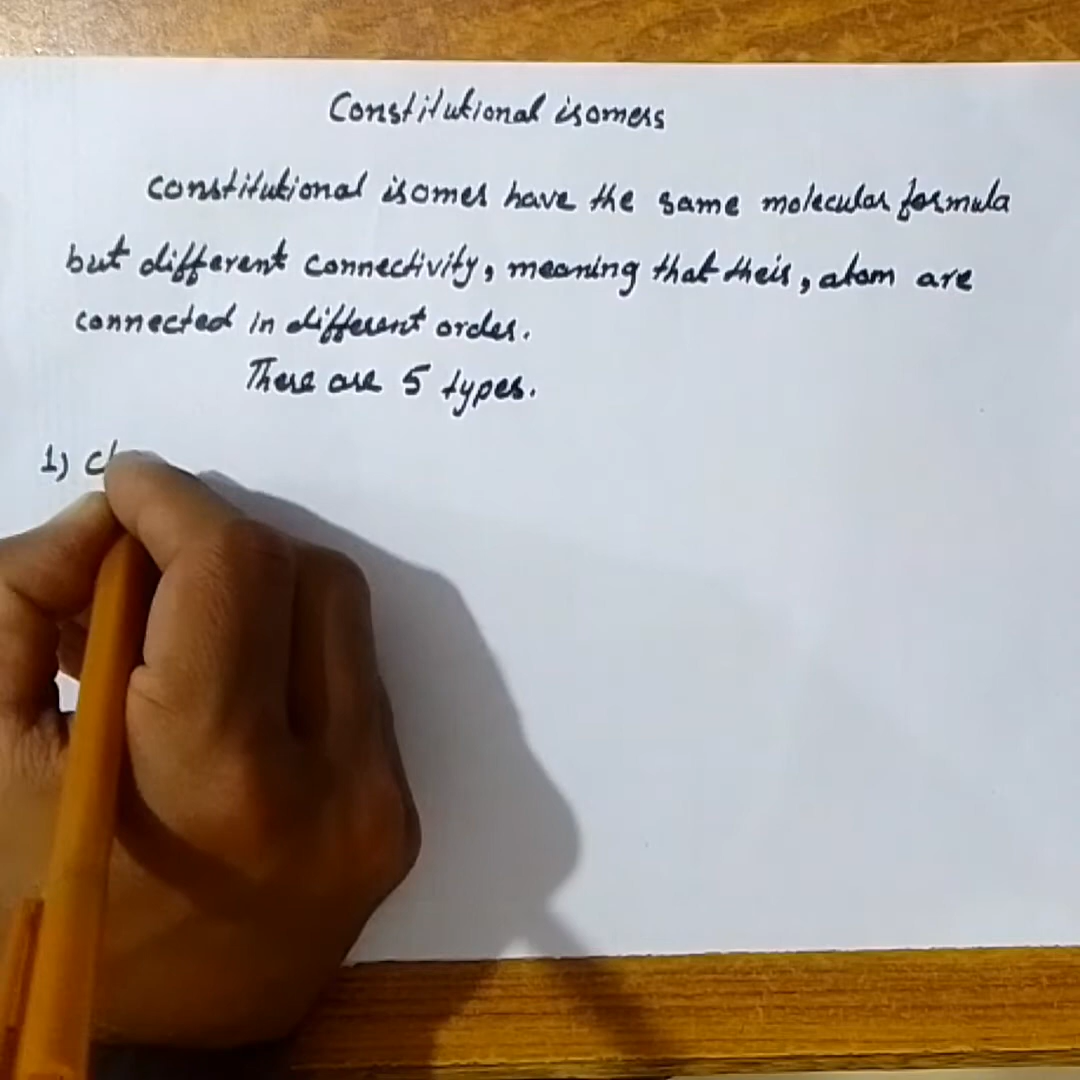 Constitutional isomers
constitutional isomes have the same molecular formula
but different connectivity, meaning that their, atom are
connected in different order.
There are 5 types.
1)